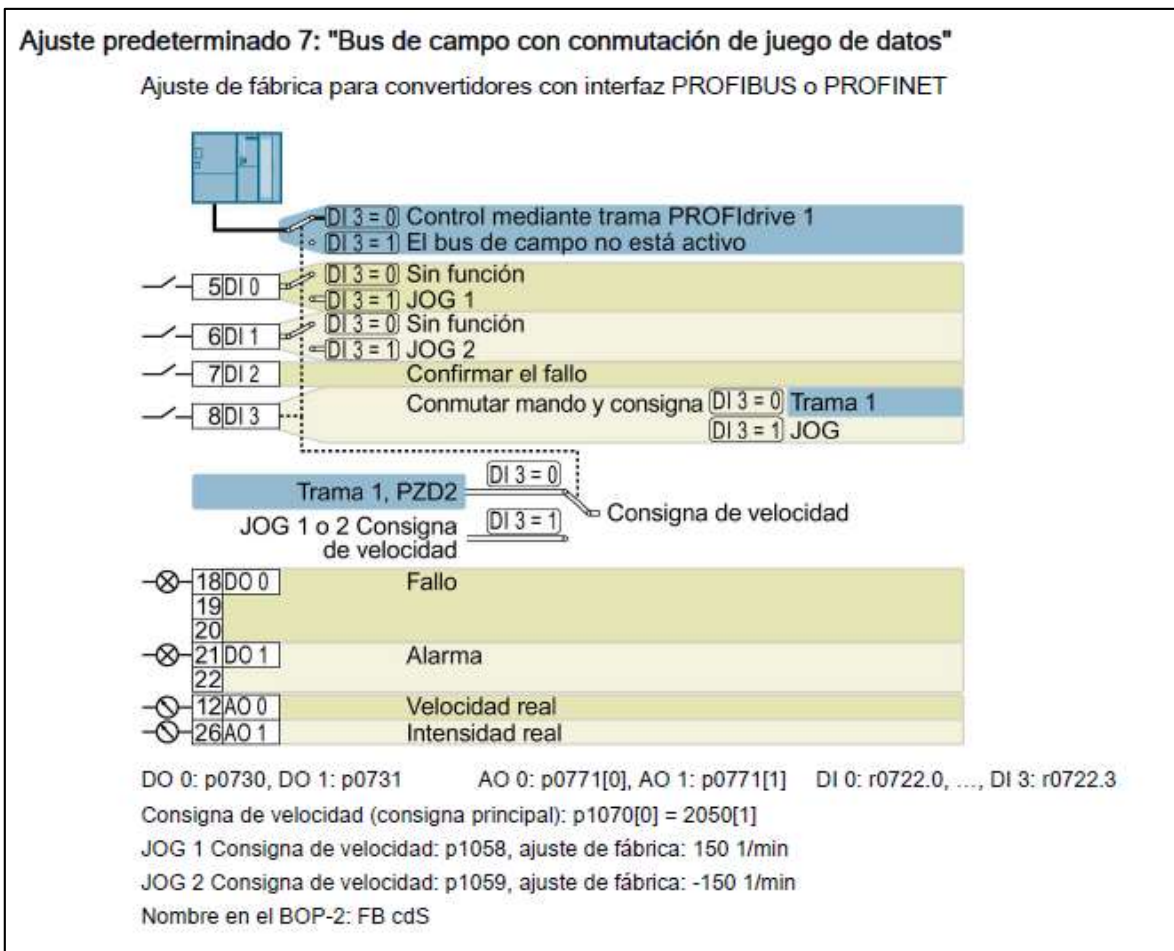 Ajuste predeterminado 7: "Bus de campo con conmutación de juego de datos"
Ajuste de fábrica para convertidores con interfaz PROFIBUS o PROFINET
DI 3 = 0 Control mediante trama PROFIdrive 1
DI 3 = 1 El bus de campo no está activo
5 DI 0 DI 3 = 0 Sin función
DI 3 = 1 JOG 1
6 DI 1 DI 3 = 0 Sin función
DI 3 = 1 JOG 2
7 DI 2 Confirmar el fallo
8 DI 3 Conmutar mando y consigna DI 3 = 0 Trama 1
DI 3 = 1 JOG
Trama 1, PZD2 DI 3 = 0
Consigna de velocidad
JOG 1 o 2 Consigna DI 3 = 1
de velocidad
18 DO 0 Fallo
19
20
21 DO 1 Alarma
22
12 AO 0 Velocidad real
26 AO 1 Intensidad real
DO 0: p0730, DO 1: p0731 AO 0: p0771[0], AO 1: p0771[1] DI 0: r0722.0, ..., DI 3: r0722.3
Consigna de velocidad (consigna principal): p1070[0] = 2050[1]
JOG 1 Consigna de velocidad: p1058, ajuste de fábrica: 150 1/min
JOG 2 Consigna de velocidad: p1059, ajuste de fábrica: -150 1/min
Nombre en el BOP-2: FB cdS